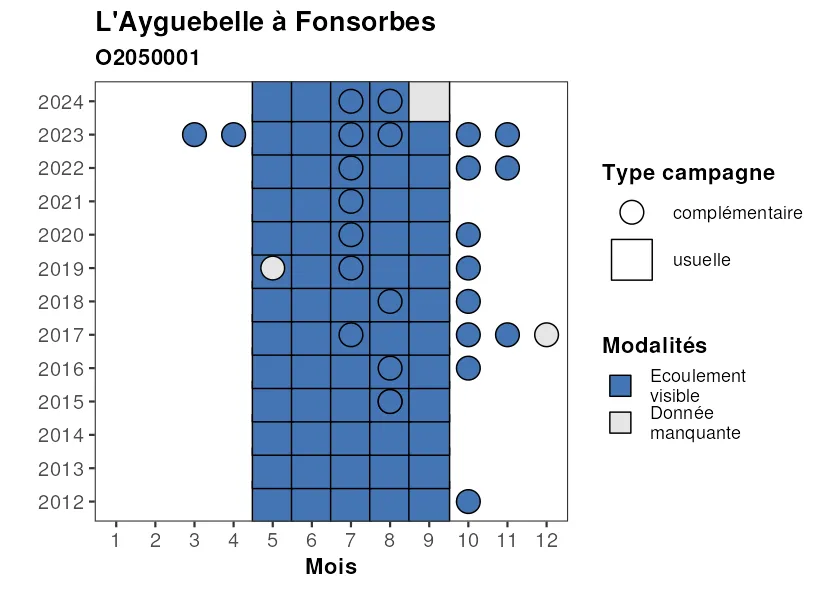 L'Ayguebelle à Fonsorbes
O2050001
2024
2023
2022
2021
2020
2019
2018
2017
2016
2015
2014
2013
2012
1 2 3 4 5 6 7 8 9 10 11 12
Mois
Type campagne
complémentaire
usuelle
Modalités
Ecoulement
visible
Donnée
manquante